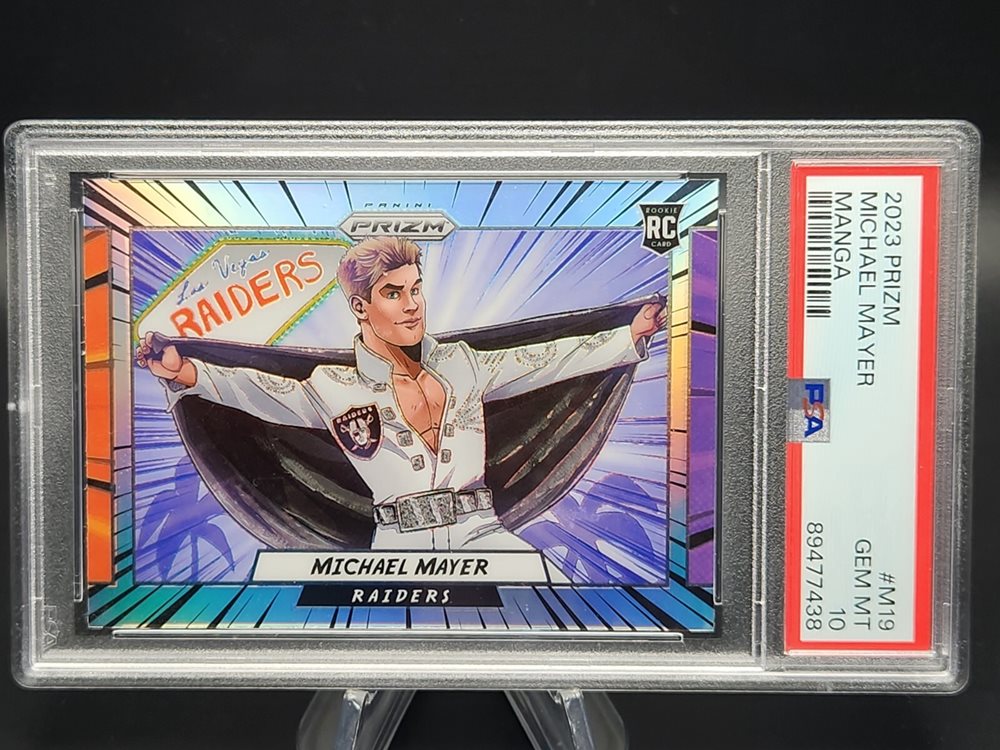 PANINI
PRIZM
ROOKIE
RC
CARD
Las Vegas
RAIDERS
RAIDERS
MICHAEL MAYER
RAIDERS
2023 PRIZM
MICHAEL MAYER
MANGA
#M19
GEM MT
10
89477438
PSA